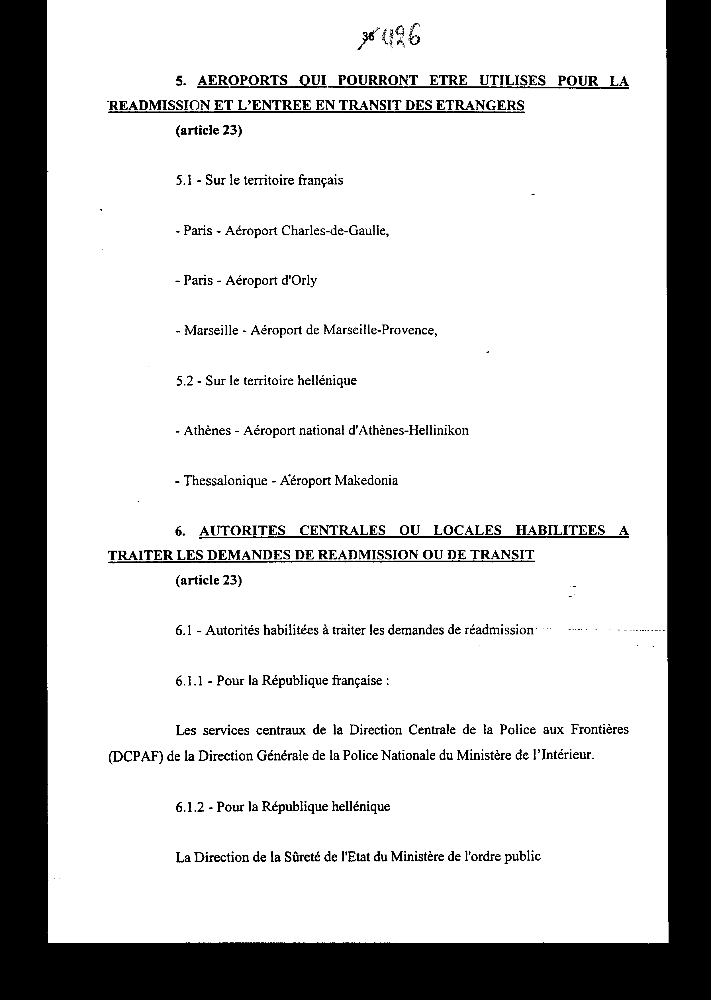 36 426
5. AEROPORTS QUI POURRONT ETRE UTILISES POUR LA
READMISSION ET L’ENTREE EN TRANSIT DES ETRANGERS
(article 23)
5.1 - Sur le territoire français
- Paris - Aéroport Charles-de-Gaulle,
- Paris - Aéroport d'Orly
- Marseille - Aéroport de Marseille-Provence,
5.2 - Sur le territoire hellénique
- Athènes - Aéroport national d'Athènes-Hellinikon
- Thessalonique - Aéroport Makedonia
6. AUTORITES CENTRALES OU LOCALES HABILITEES A
TRAITER LES DEMANDES DE READMISSION OU DE TRANSIT
(article 23)
6.1 - Autorités habilitées à traiter les demandes de réadmission
6.1.1 - Pour la République française :
Les services centraux de la Direction Centrale de la Police aux Frontières
(DCPAF) de la Direction Générale de la Police Nationale du Ministère de l’Intérieur.
6.1.2 - Pour la République hellénique
La Direction de la Sûreté de l'Etat du Ministère de l'ordre public